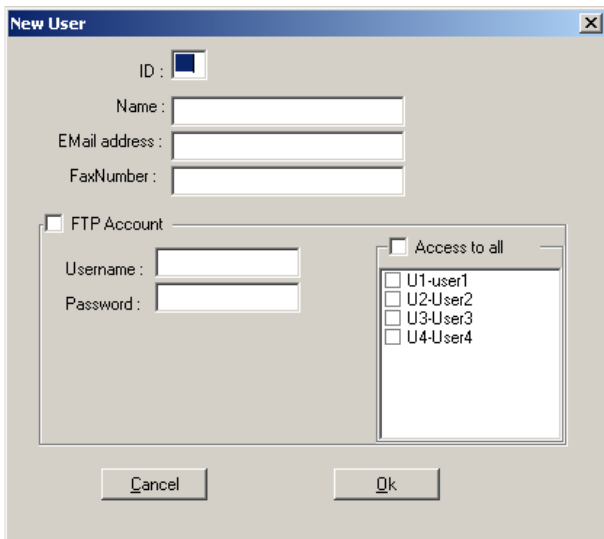 New User
ID :
Name :
EMail address :
FaxNumber :
FTP Account
Username :
Password :
Access to all
U1-user1
U2-User2
U3-User3
U4-User4
Cancel
Ok